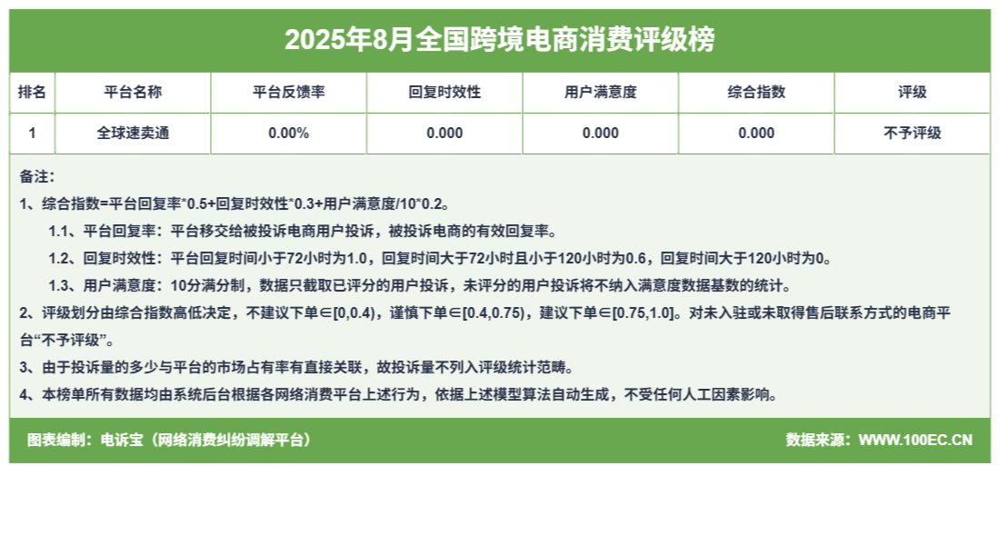 2025年8月全国跨境电商消费评级榜
排名 平台名称 平台反馈率 回复时效性 用户满意度 综合指数 评级
1 全球速卖通 0.00% 0.000 0.000 0.000 不予评级
备注：
1、综合指数=平台回复率*0.5+回复时效性*0.3+用户满意度/10*0.2。
1.1、平台回复率：平台移交给被投诉电商用户投诉，被投诉电商的有效回复率。
1.2、回复时效性：平台回复时间小于72小时为1.0，回复时间大于72小时且小于120小时为0.6，回复时间大于120小时为0。
1.3、用户满意度：10分满分制，数据只截取已评分的用户投诉，未评分的用户投诉将不纳入满意度数据基数的统计。
2、评级划分由综合指数高低决定，不建议下单∈[0,0.4)，谨慎下单∈[0.4,0.75)，建议下单∈[0.75,1.0]。对未入驻或未取得售后联系方式的电商平
台“不予评级”。
3、由于投诉量的多少与平台的市场占有率有直接关联，故投诉量不列入评级统计范畴。
4、本榜单所有数据均由系统后台根据各网络消费平台上述行为，依据上述模型算法自动生成，不受任何人工因素影响。
图表编制：电诉宝（网络消费纠纷调解平台） 数据来源：WWW.100EC.CN